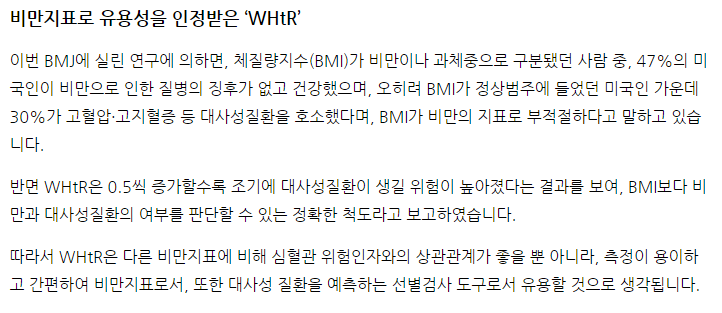 비만지표로 유용성을 인정받은 ‘WHtR’
이번 BMJ에 실린 연구에 의하면, 체질량지수(BMI)가 비만이나 과체중으로 구분됐던 사람 중, 47%의 미
국인이 비만으로 인한 질병의 징후가 없고 건강했으며, 오히려 BMI가 정상범주에 들었던 미국인 가운데
30%가 고혈압·고지혈증 등 대사성질환을 호소했다며, BMI가 비만의 지표로 부적절하다고 말하고 있습
니다.
반면 WHtR은 0.5씩 증가할수록 조기에 대사성질환이 생길 위험이 높아졌다는 결과를 보여, BMI보다 비
만과 대사성질환의 여부를 판단할 수 있는 정확한 척도라고 보고하였습니다.
따라서 WHtR은 다른 비만지표에 비해 심혈관 위험인자와의 상관관계가 좋을 뿐 아니라, 측정이 용이하
고 간편하여 비만지표로서, 또한 대사성 질환을 예측하는 선별검사 도구로서 유용할 것으로 생각됩니다.